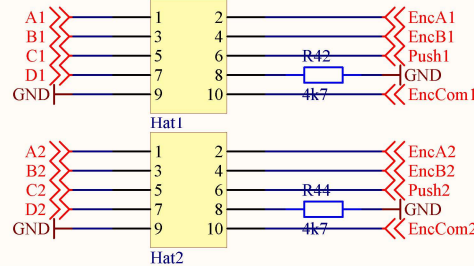 A1 1 2 EncA1
B1 3 4 EncB1
C1 5 6 R42 Push1
D1 7 8 GND
GND 9 10 4k7 EncCom1
Hat1
A2 1 2 EncA2
B2 3 4 EncB2
C2 5 6 R44 Push2
D2 7 8 GND
GND 9 10 4k7 EncCom2
Hat2